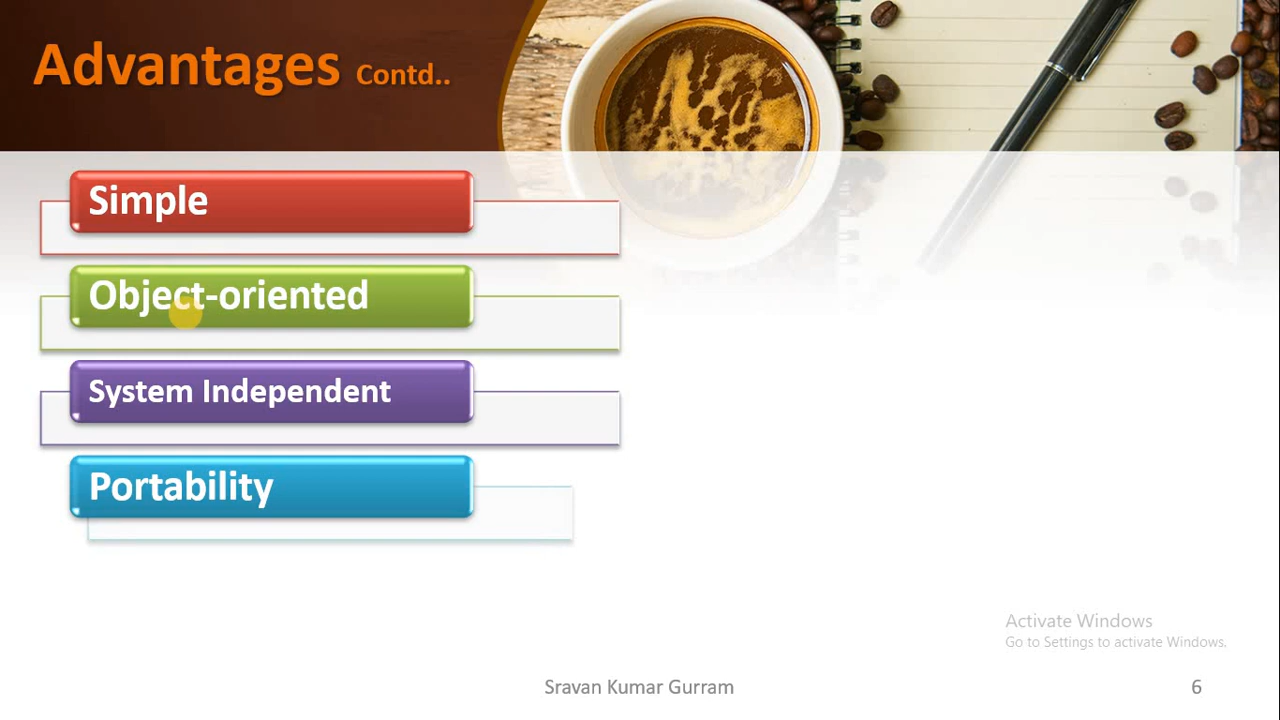 Advantages Contd..
Simple
Object-oriented
System Independent
Portability
Activate Windows
Go to Settings to activate Windows.
Sravan Kumar Gurram
6